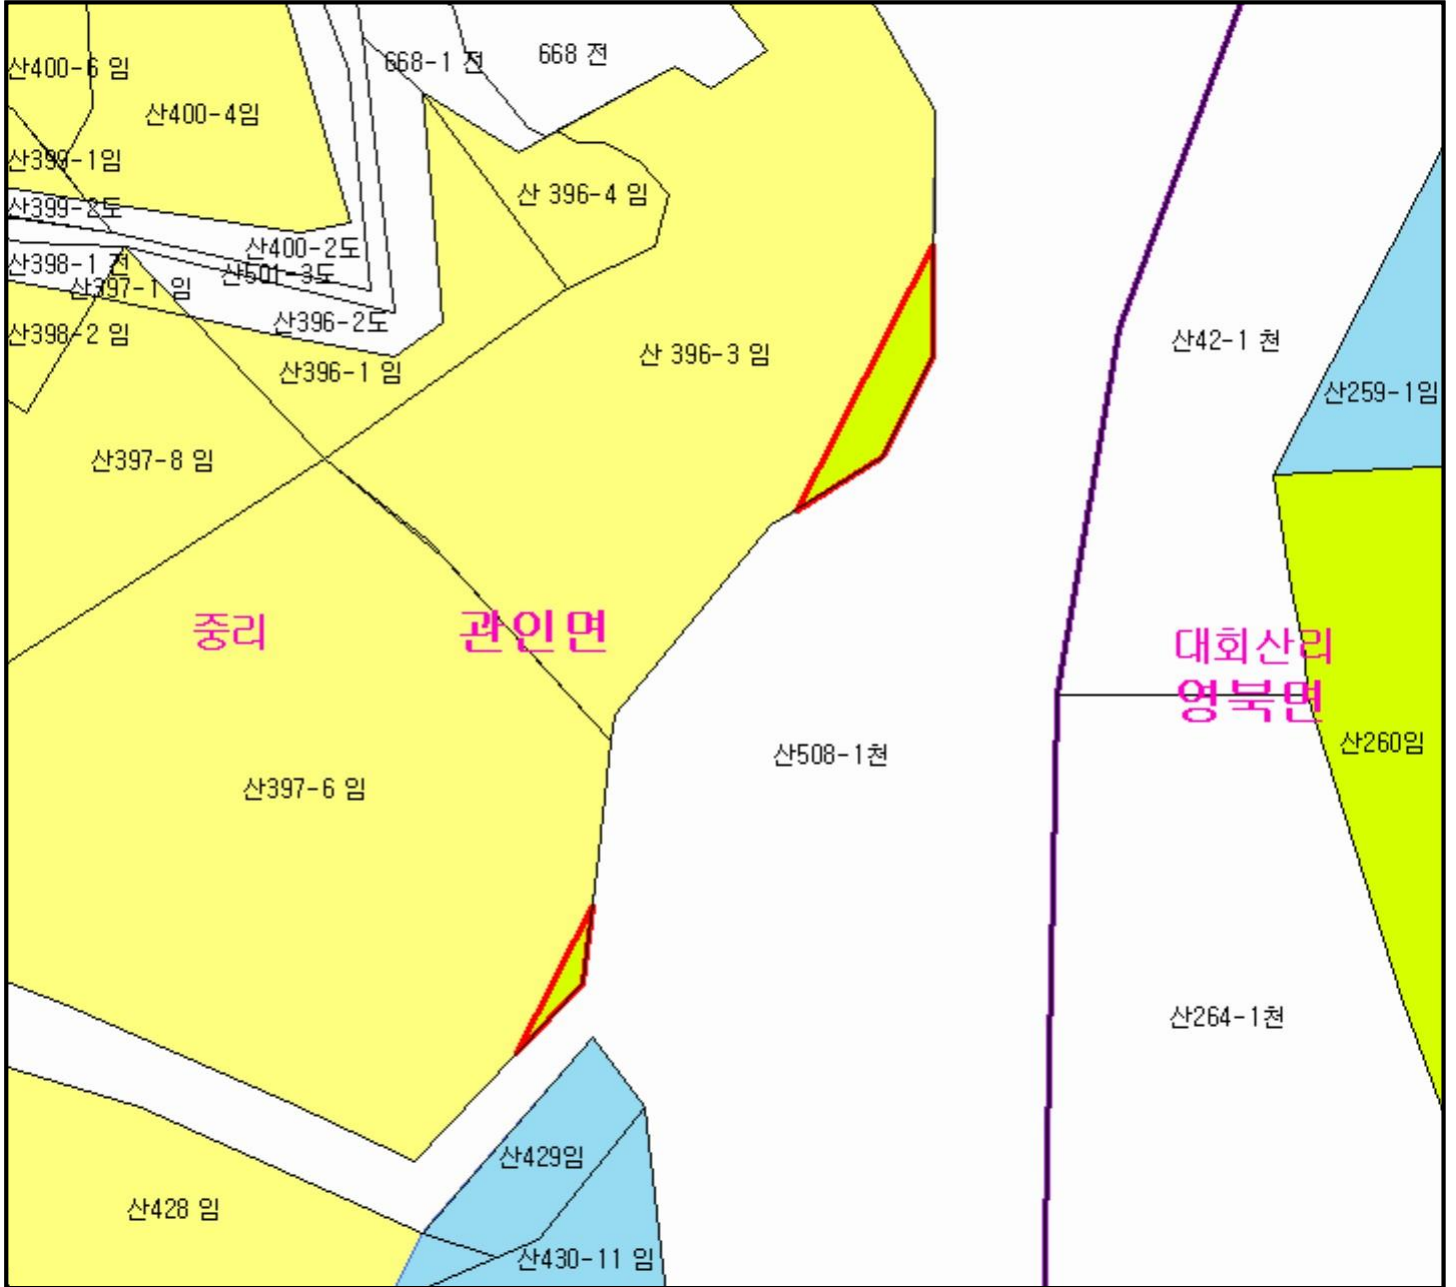 668-1 전
668 전
산400-6 임
산400-4임
산399-1임
산 396-4 임
산399-2도
산400-2도
산398-1 전
산501-3도
산397-1 임
산396-2도
산398-2 임
산42-1 천
산 396-3 임
산396-1 임
산259-1임
산397-8 임
중리
관인면
대회산리
영북면
산260임
산508-1천
산397-6 임
산264-1천
산429임
산428 임
산430-11 임